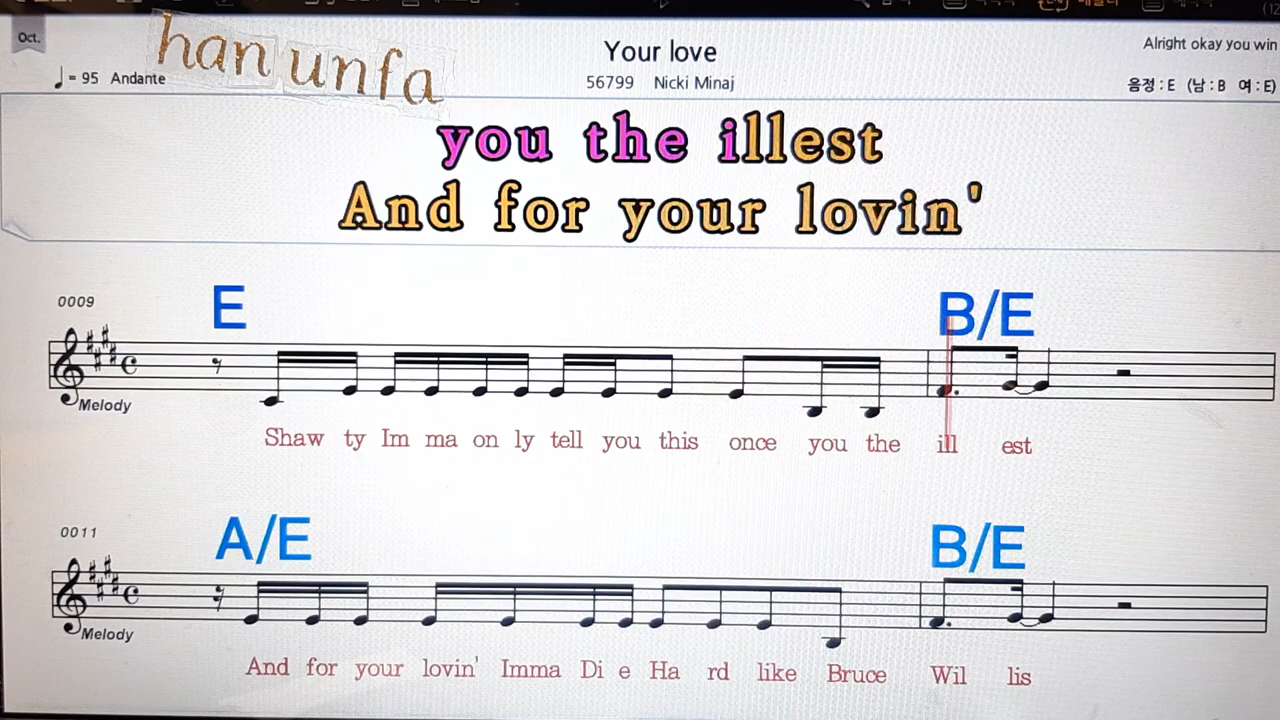 Oct.
han unfa
Your love
Alright okay you win
♩ = 95 Andante
56799 Nicki Minaj
음정 : E (남 : B 여 : E)
you the illest
And for your lovin'
0009
E
B/E
Melody
Shaw ty Im ma on ly tell you this once you the ill est
0011
A/E
B/E
Melody
And for your lovin' Imma Di e Ha rd like Bruce Wil lis